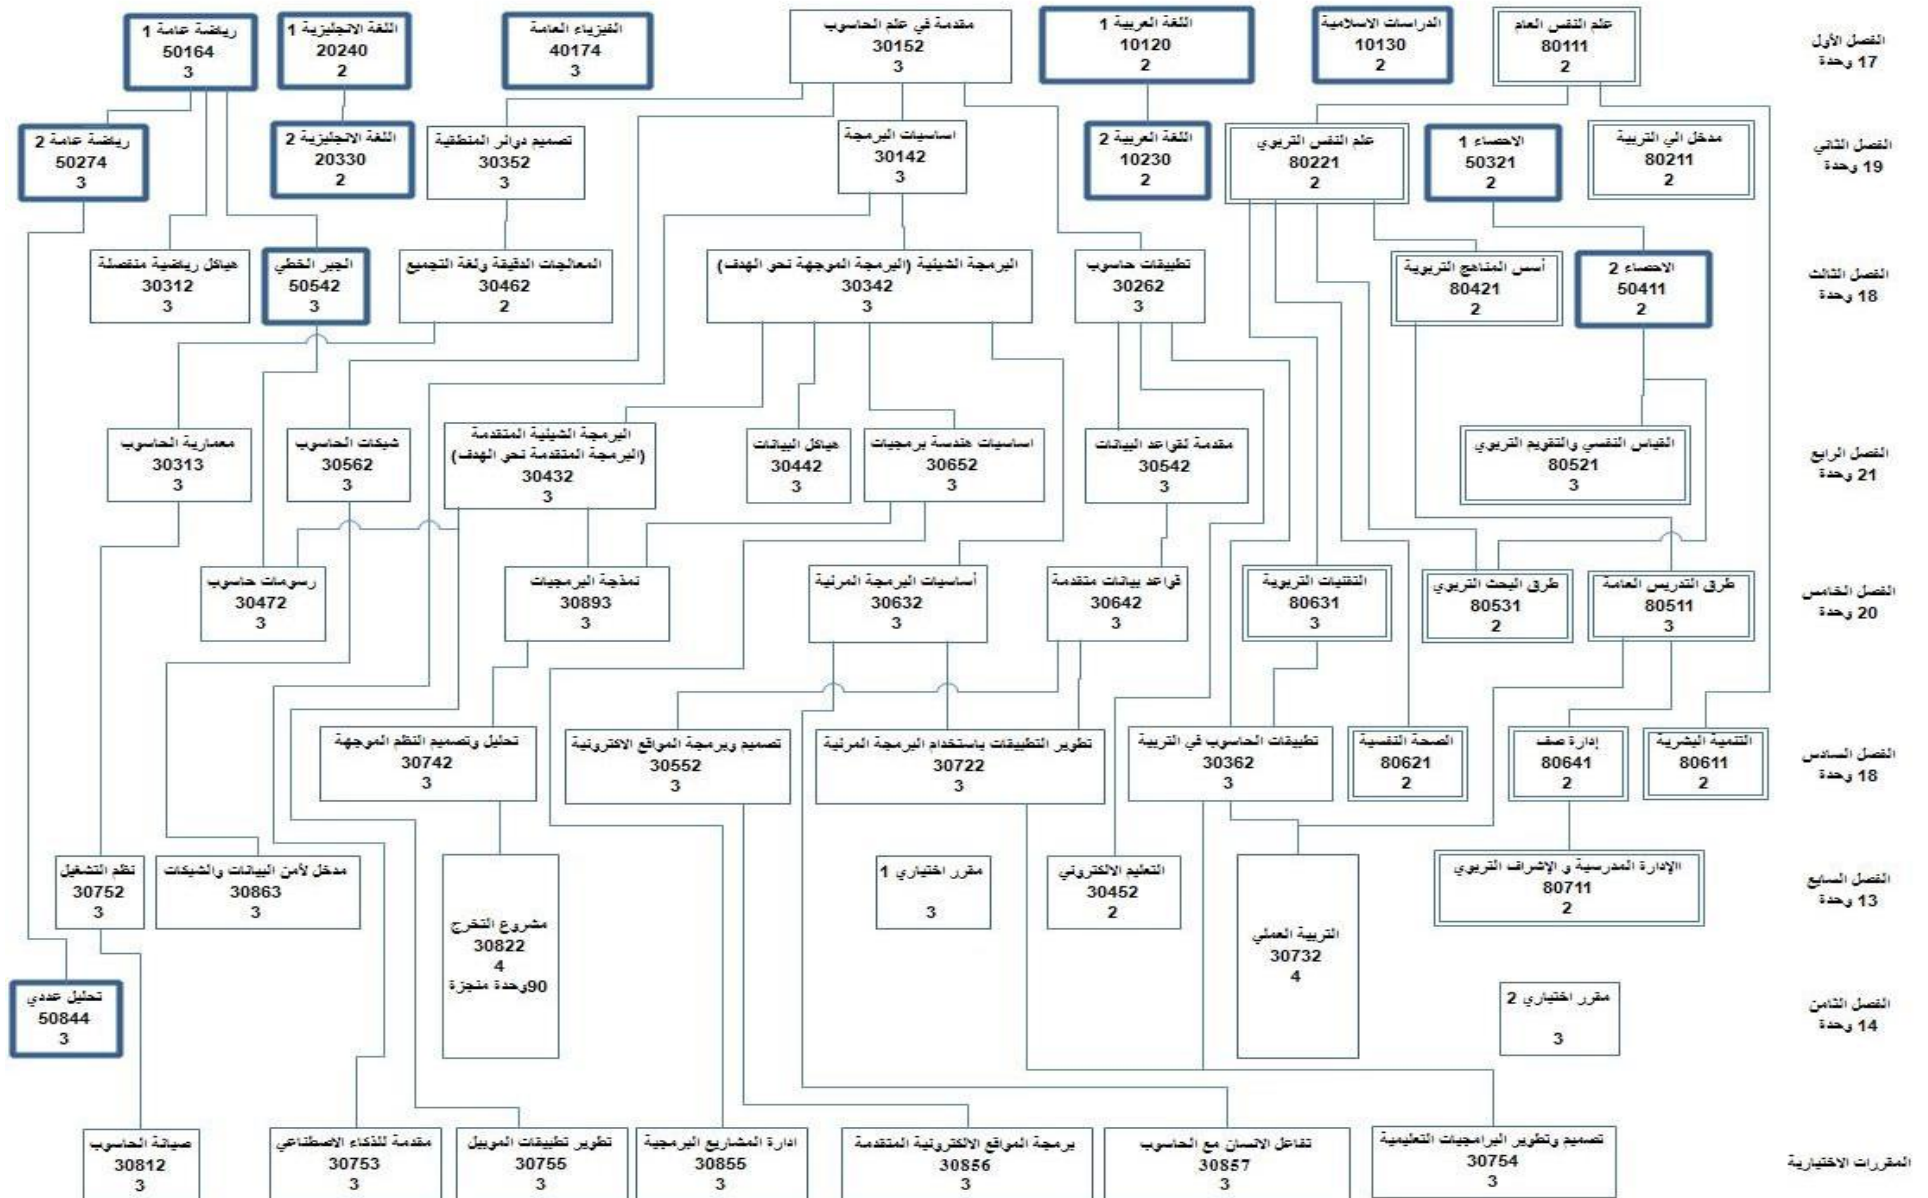 الفصل الأول
17 وحدة
علم النفس العام
80111
2
الدراسات الاسلامية
10130
2
اللغة العربية 1
10120
2
مقدمة في علم الحاسوب
30152
3
الفيزياء العامة
40174
3
اللغة الانجليزية 1
20240
2
رياضة عامة 1
50164
3
الفصل الثاني
19 وحدة
مدخل الي التربية
80211
2
الاحصاء 1
50321
2
علم النفس التربوي
80221
2
اللغة العربية 2
10230
2
اساسيات البرمجة
30142
3
تصميم دوائر المنطقية
30352
3
اللغة الانجليزية 2
20330
2
رياضة عامة 2
50274
3
الفصل الثالث
18 وحدة
الاحصاء 2
50411
2
أسس المناهج التربوية
80421
2
تطبيقات حاسوب
30262
3
البرمجة الشيئية (البرمجة الموجهة نحو الهدف)
30342
3
المعالجات الدقيقة ولغة التجميع
30462
2
الجبر الخطي
50542
3
هياكل رياضية منفصلة
30312
3
الفصل الرابع
21 وحدة
القياس النفسي والتقويم التربوي
80521
3
مقدمة لقواعد البيانات
30542
3
اساسيات هندسة برمجيات
30652
3
هياكل البيانات
30442
3
البرمجة الشيئية المتقدمة
(البرمجة المتقدمة نحو الهدف)
30432
3
شبكات الحاسوب
30562
3
معمارية الحاسوب
30313
3
الفصل الخامس
20 وحدة
طرق التدريس العامة
80511
3
طرق البحث التربوي
80531
2
التقنيات التربوية
80631
3
قواعد بيانات متقدمة
30642
3
أساسيات البرمجة المرئية
30632
3
نمذجة البرمجيات
30893
3
رسومات حاسوب
30472
3
الفصل السادس
18 وحدة
التنمية البشرية
80611
2
إدارة صف
80641
2
الصحة النفسية
80621
2
تطبيقات الحاسوب في التربية
30362
3
تطوير التطبيقات باستخدام البرمجة المرئية
30722
3
تصميم وبرمجة المواقع الاكترونية
30552
3
تحليل وتصميم النظم الموجهة
30742
3
الفصل السابع
13 وحدة
الإدارة المدرسية و الإشراف التربوي
80711
2
التربية العملي
30732
4
التعليم الالكتروني
30452
2
مقرر اختياري 1
3
مشروع التخرج
30822
4
90وحدة منجزة
مدخل لأمن البيانات والشبكات
30863
3
نظم التشغيل
30752
3
الفصل الثامن
14 وحدة
مقرر اختياري 2
3
تحليل عددي
50844
3
المقررات الاختيارية
تصميم وتطوير البرامجيات التعليمية
30754
3
تفاعل الانسان مع الحاسوب
30857
3
برمجة المواقع الالكترونية المتقدمة
30856
3
ادارة المشاريع البرمجية
30855
3
تطوير تطبيقات الموبيل
30755
3
مقدمة للذكاء الاصطناعي
30753
3
صيانة الحاسوب
30812
3